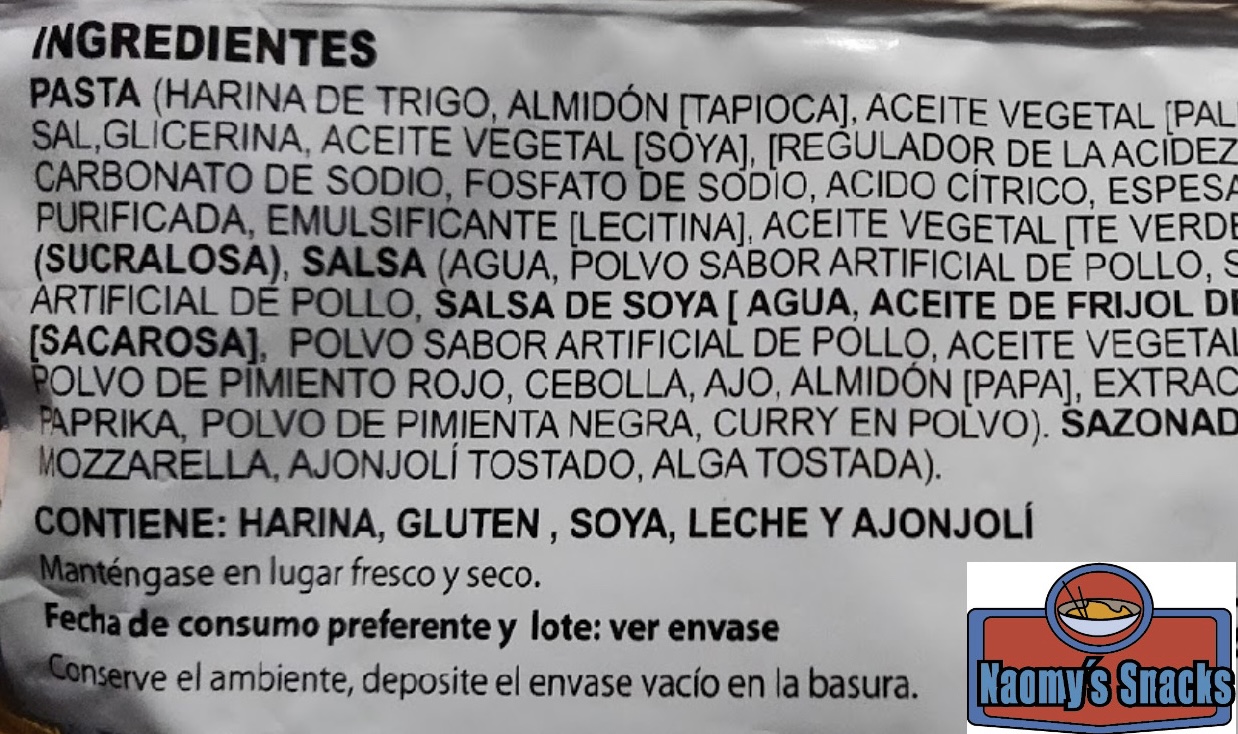 INGREDIENTES
PASTA (HARINA DE TRIGO, ALMIDÓN [TAPIOCA], ACEITE VEGETAL
SAL,GLICERINA, ACEITE VEGETAL [SOYA], [REGULADOR DE LA ACIDEZ
CARBONATO DE SODIO, FOSFATO DE SODIO, ACIDO CÍTRICO,
PURIFICADA, EMULSIFICANTE [LECITINA], ACEITE VEGETAL [TE VERDE
(SUCRALOSA), SALSA (AGUA, POLVO SABOR ARTIFICIAL DE POLLO,
ARTIFICIAL DE POLLO, SALSA DE SOYA [ AGUA, ACEITE DE FRIJOL
[SACAROSA], POLVO SABOR ARTIFICIAL DE POLLO, ACEITE VEGETAL
POLVO DE PIMIENTO ROJO, CEBOLLA, AJO, ALMIDÓN [PAPA],
PAPRIKA, POLVO DE PIMIENTA NEGRA, CURRY EN POLVO).
MOZZARELLA, AJONJOLÍ TOSTADO, ALGA TOSTADA).
CONTIENE: HARINA, GLUTEN , SOYA, LECHE Y AJONJOLÍ
Manténgase en lugar fresco y seco.
Fecha de consumo preferente y lote: ver envase
Conserve el ambiente, deposite el envase vacío en la basura.
Naomy's Snacks